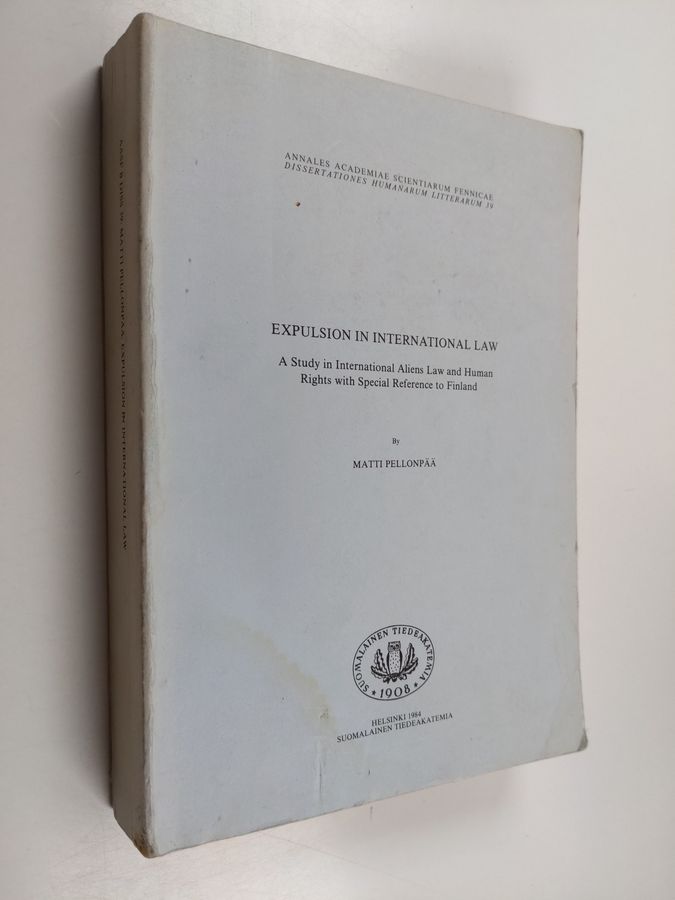 ANNALES ACADEMIAE SCIENTIARUM FENNICAE
DISSERTATIONES HUMANARUM LITTERARUM 39
EXPULSION IN INTERNATIONAL LAW
A Study in International Aliens Law and Human
Rights with Special Reference to Finland
By
MATTI PELLONPÄÄ
SUOMALAINEN TIEDEAKATEMIA
1908
HELSINKI 1984
SUOMALAINEN TIEDEAKATEMIA
MATTI PELLONPÄÄ: EXPULSION IN INTERNATIONAL LAW